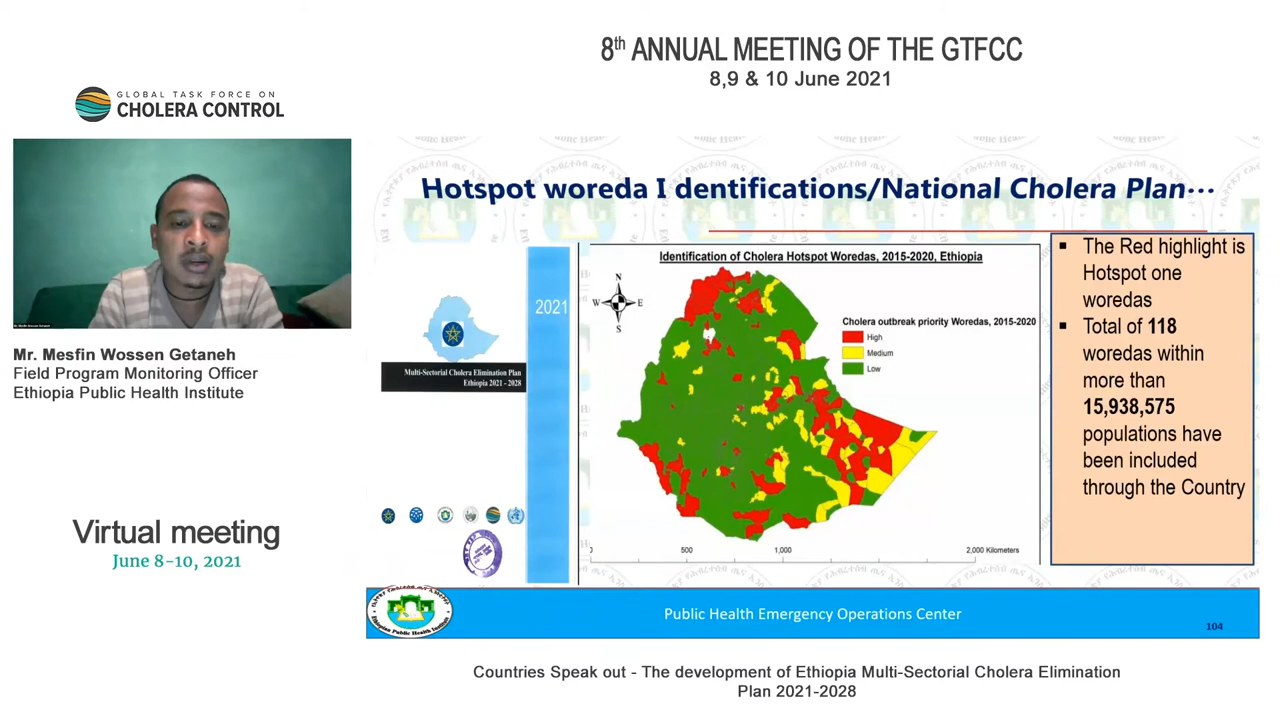 8th ANNUAL MEETING OF THE GTFCC
8,9 & 10 June 2021
GLOBAL TASK FORCE ON
CHOLERA CONTROL
Mr. Mesfin Wossen Getaneh
Field Program Monitoring Officer
Ethiopia Public Health Institute
Virtual meeting
June 8-10, 2021
Hotspot woreda I dentifications/National Cholera Plan···
2021
Multi-Sectorial Cholera Elimination Plan
Ethiopia 2021 - 2028
Identification of Cholera Hotspot Woredas, 2015-2020, Ethiopia
N
W E
S
Cholera outbreak priority Woredas, 2015-2020
High
Medium
Low
0 500 1,000 2,000 Kilometers
▪ The Red highlight is
Hotspot one
woredas
▪ Total of 118
woredas within
more than
15,938,575
populations have
been included
through the Country
Public Health Emergency Operations Center
104
Countries Speak out - The development of Ethiopia Multi-Sectorial Cholera Elimination
Plan 2021-2028